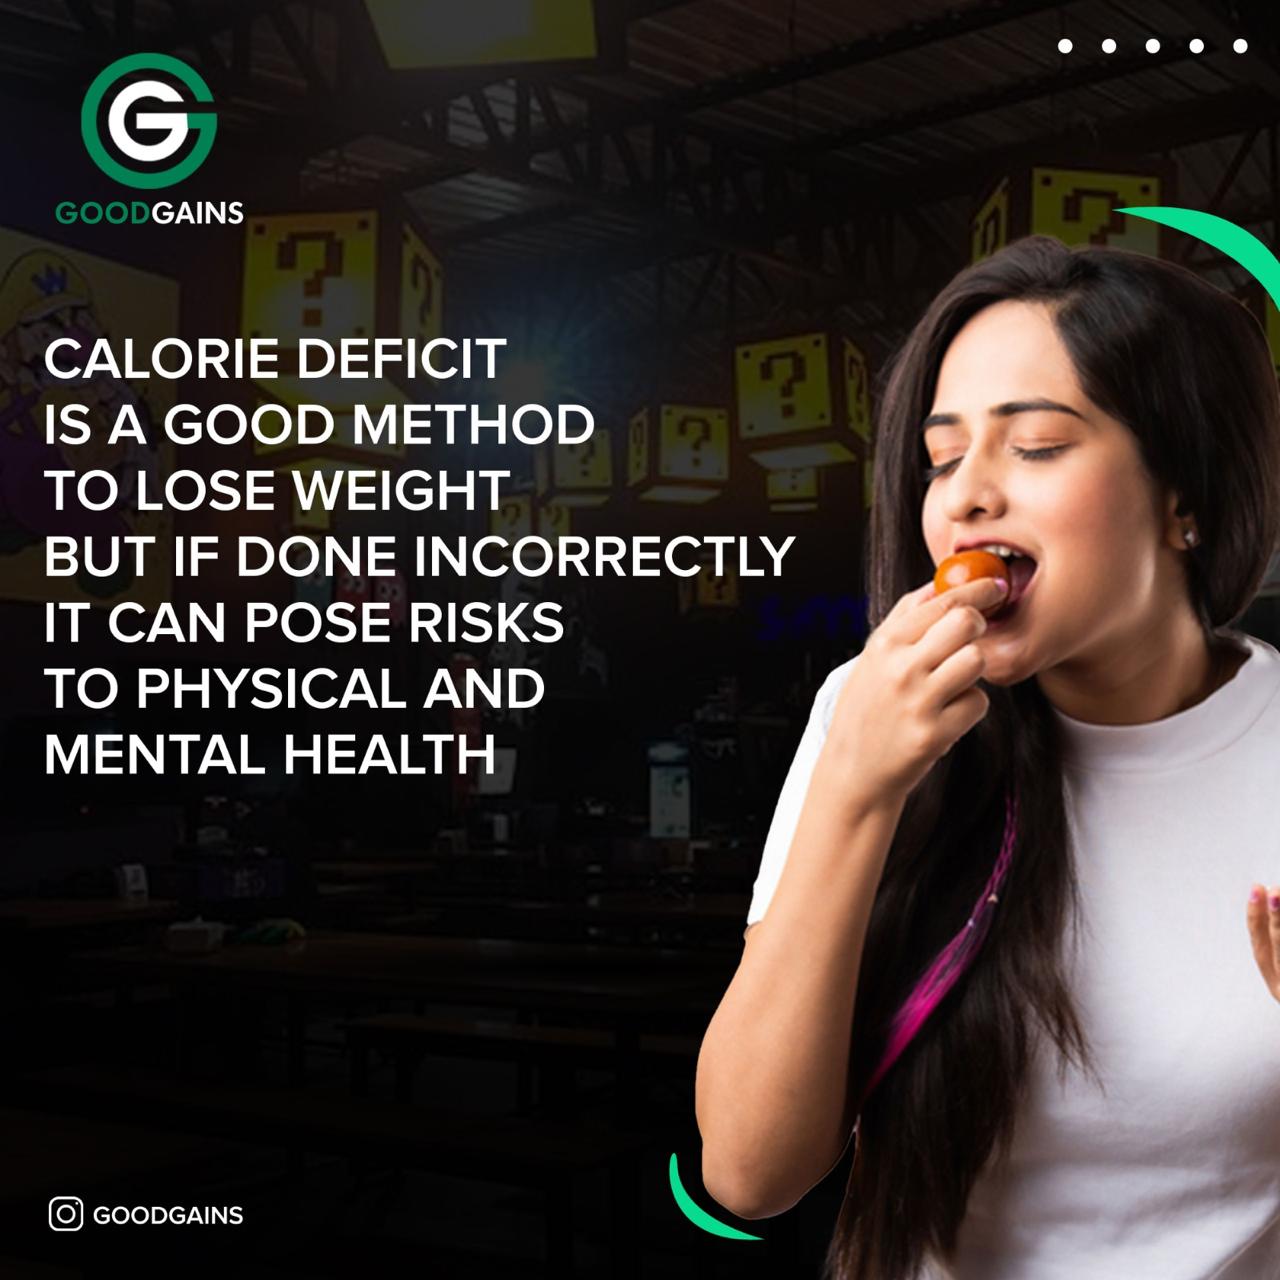 GOODGAINS
CALORIE DEFICIT
IS A GOOD METHOD
TO LOSE WEIGHT
BUT IF DONE INCORRECTLY
IT CAN POSE RISKS
TO PHYSICAL AND
MENTAL HEALTH
GOODGAINS